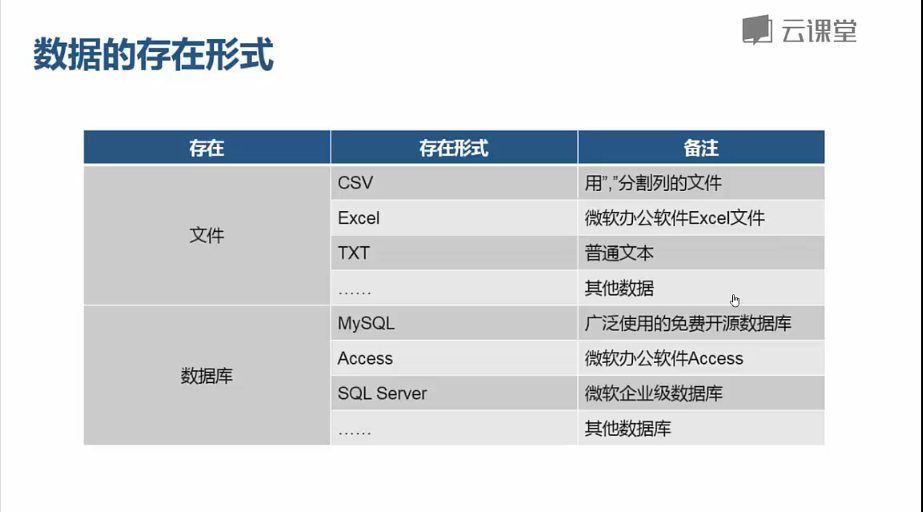 云课堂
数据的存在形式
存在 存在形式 备注
文件
CSV 用”,”分割列的文件
Excel 微软办公软件Excel文件
TXT 普通文本
…… 其他数据
数据库
MySQL 广泛使用的免费开源数据库
Access 微软办公软件Access
SQL Server 微软企业级数据库
…… 其他数据库